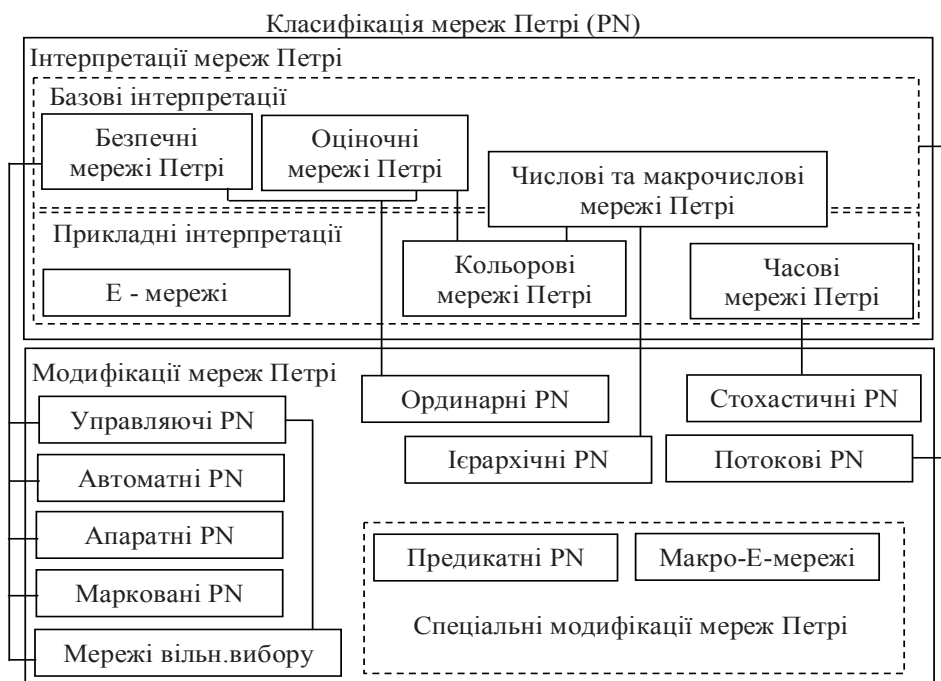 Класифікація мереж Петрі (PN)
Інтерпретації мереж Петрі
Базові інтерпретації
Безпечні
мережі Петрі
Оціночні
мережі Петрі
Числові та макрочислові
мережі Петрі
Прикладні інтерпретації
Е - мережі
Кольорові
мережі Петрі
Часові
мережі Петрі
Модифікації мереж Петрі
Управляючі PN
Автоматні PN
Апаратні PN
Марковані PN
Мережі вільн.вибору
Ординарні PN
Ієрархічні PN
Стохастичні PN
Потокові PN
Предикатні PN
Макро-Е-мережі
Спеціальні модифікації мереж Петрі